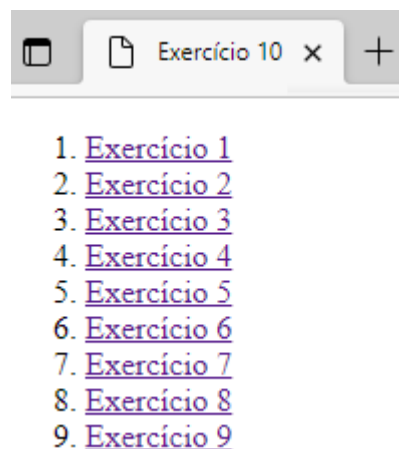 Exercício 10
1. Exercício 1
2. Exercício 2
3. Exercício 3
4. Exercício 4
5. Exercício 5
6. Exercício 6
7. Exercício 7
8. Exercício 8
9. Exercício 9